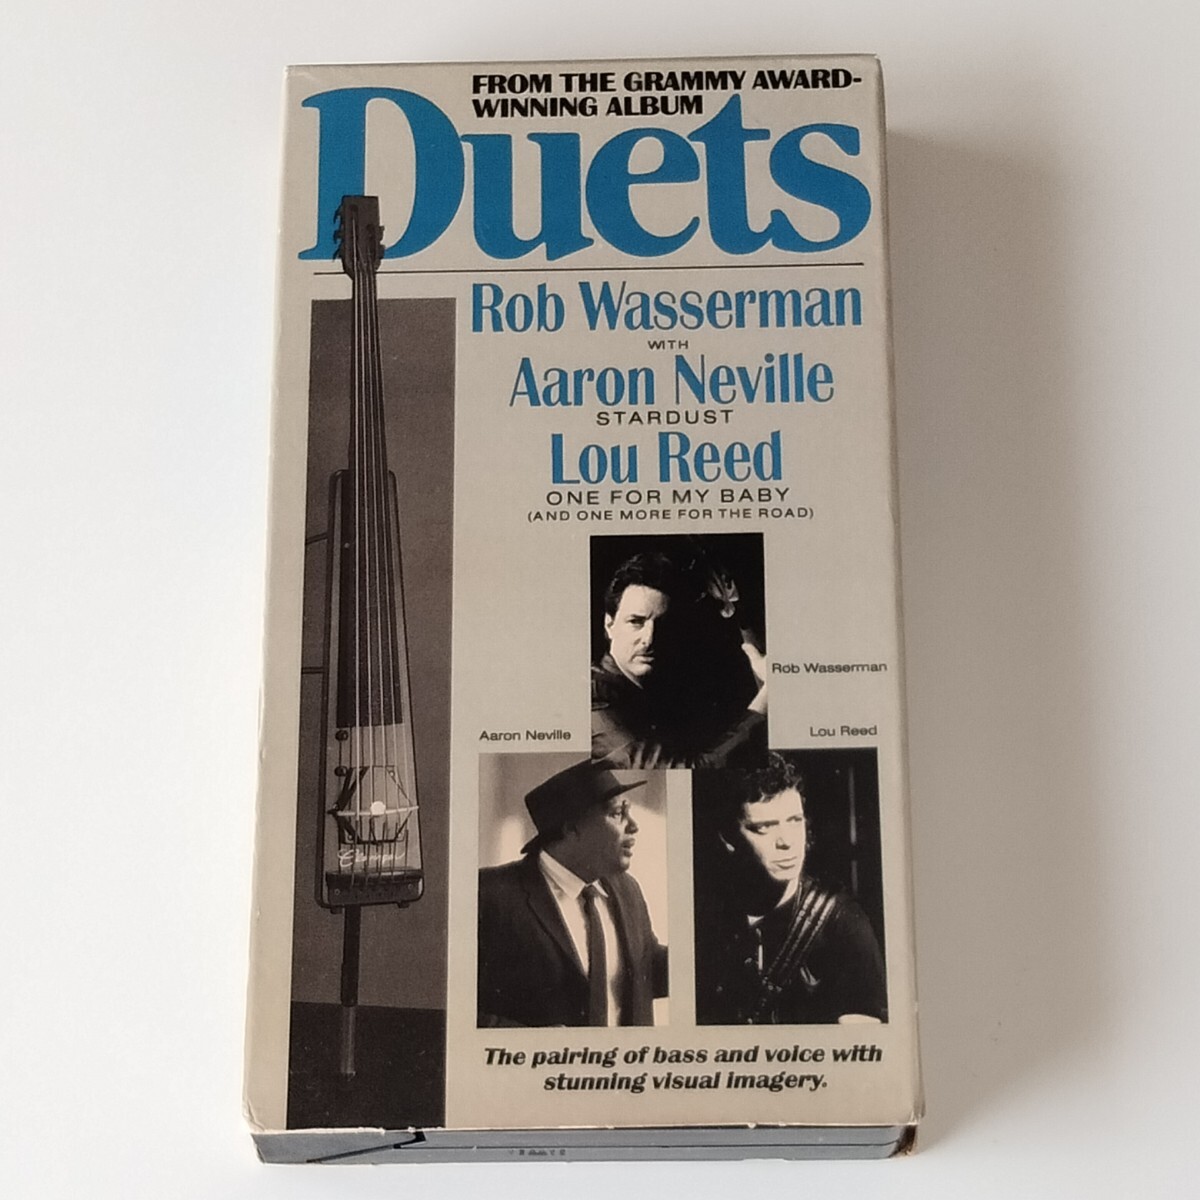 FROM THE GRAMMY AWARD-
WINNING ALBUM
Duets
Rob Wasserman
WITH
Aaron Neville
STARDUST
Lou Reed
ONE FOR MY BABY
(AND ONE MORE FOR THE ROAD)
Rob Wasserman
Aaron Neville
Lou Reed
The pairing of bass and voice with
stunning visual imagery.